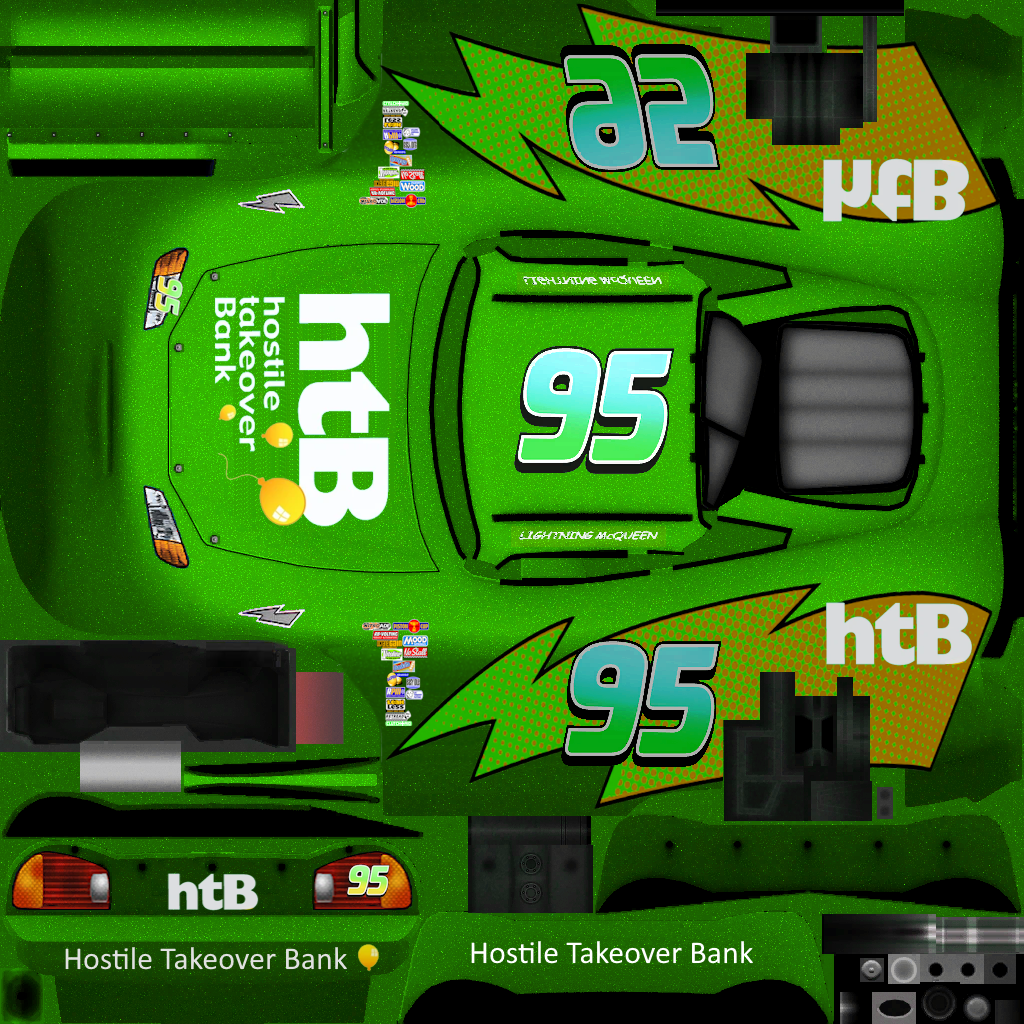 95
htB
95
htB
hostile
takeover
Bank
LIGHTNING McQUEEN
95
LIGHTNING McQUEEN
htB
95
htB
95
Hostile Takeover Bank
Hostile Takeover Bank